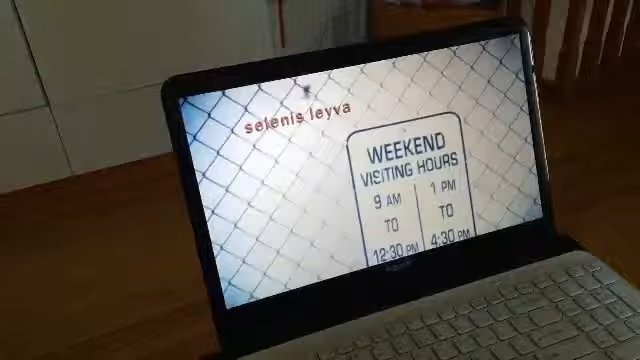 selenis leyva
WEEKEND
VISITING HOURS
9 AM 1 PM
TO TO
12:30 PM 4:30 PM